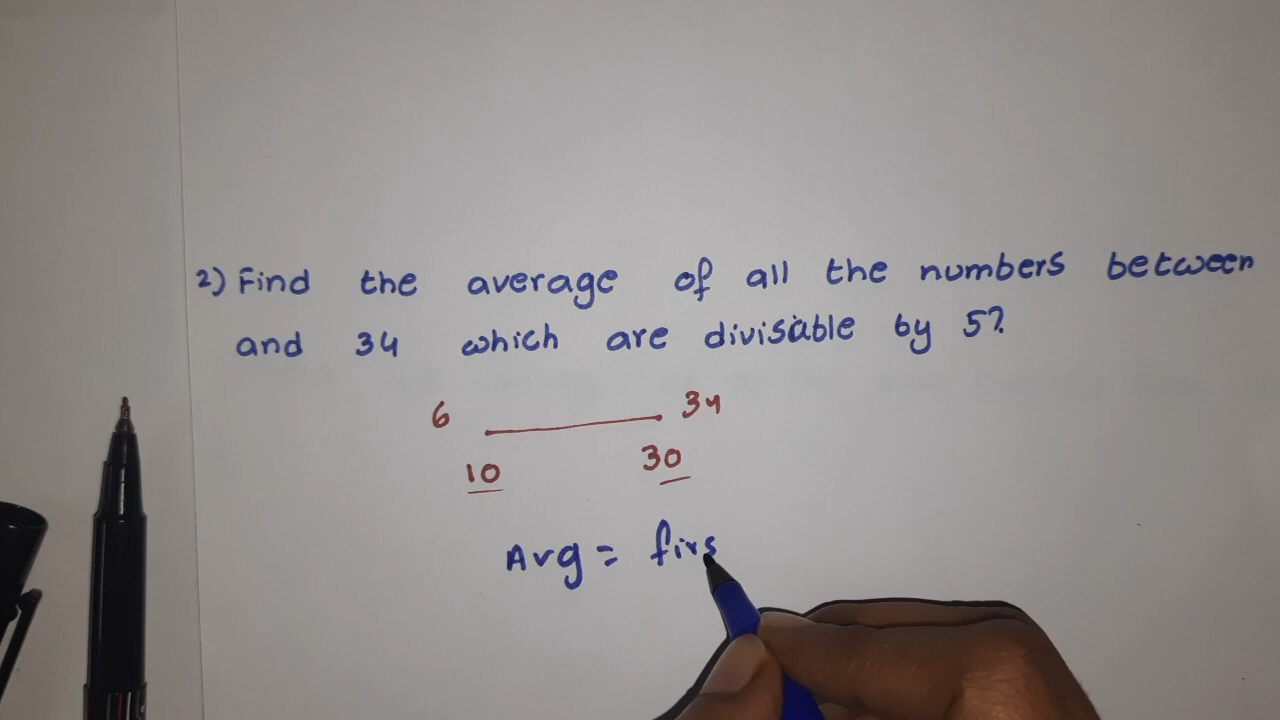 2) Find the average of all the numbers between
and 34 which are divisable by 5?
6 34
10 30
Avg = firs